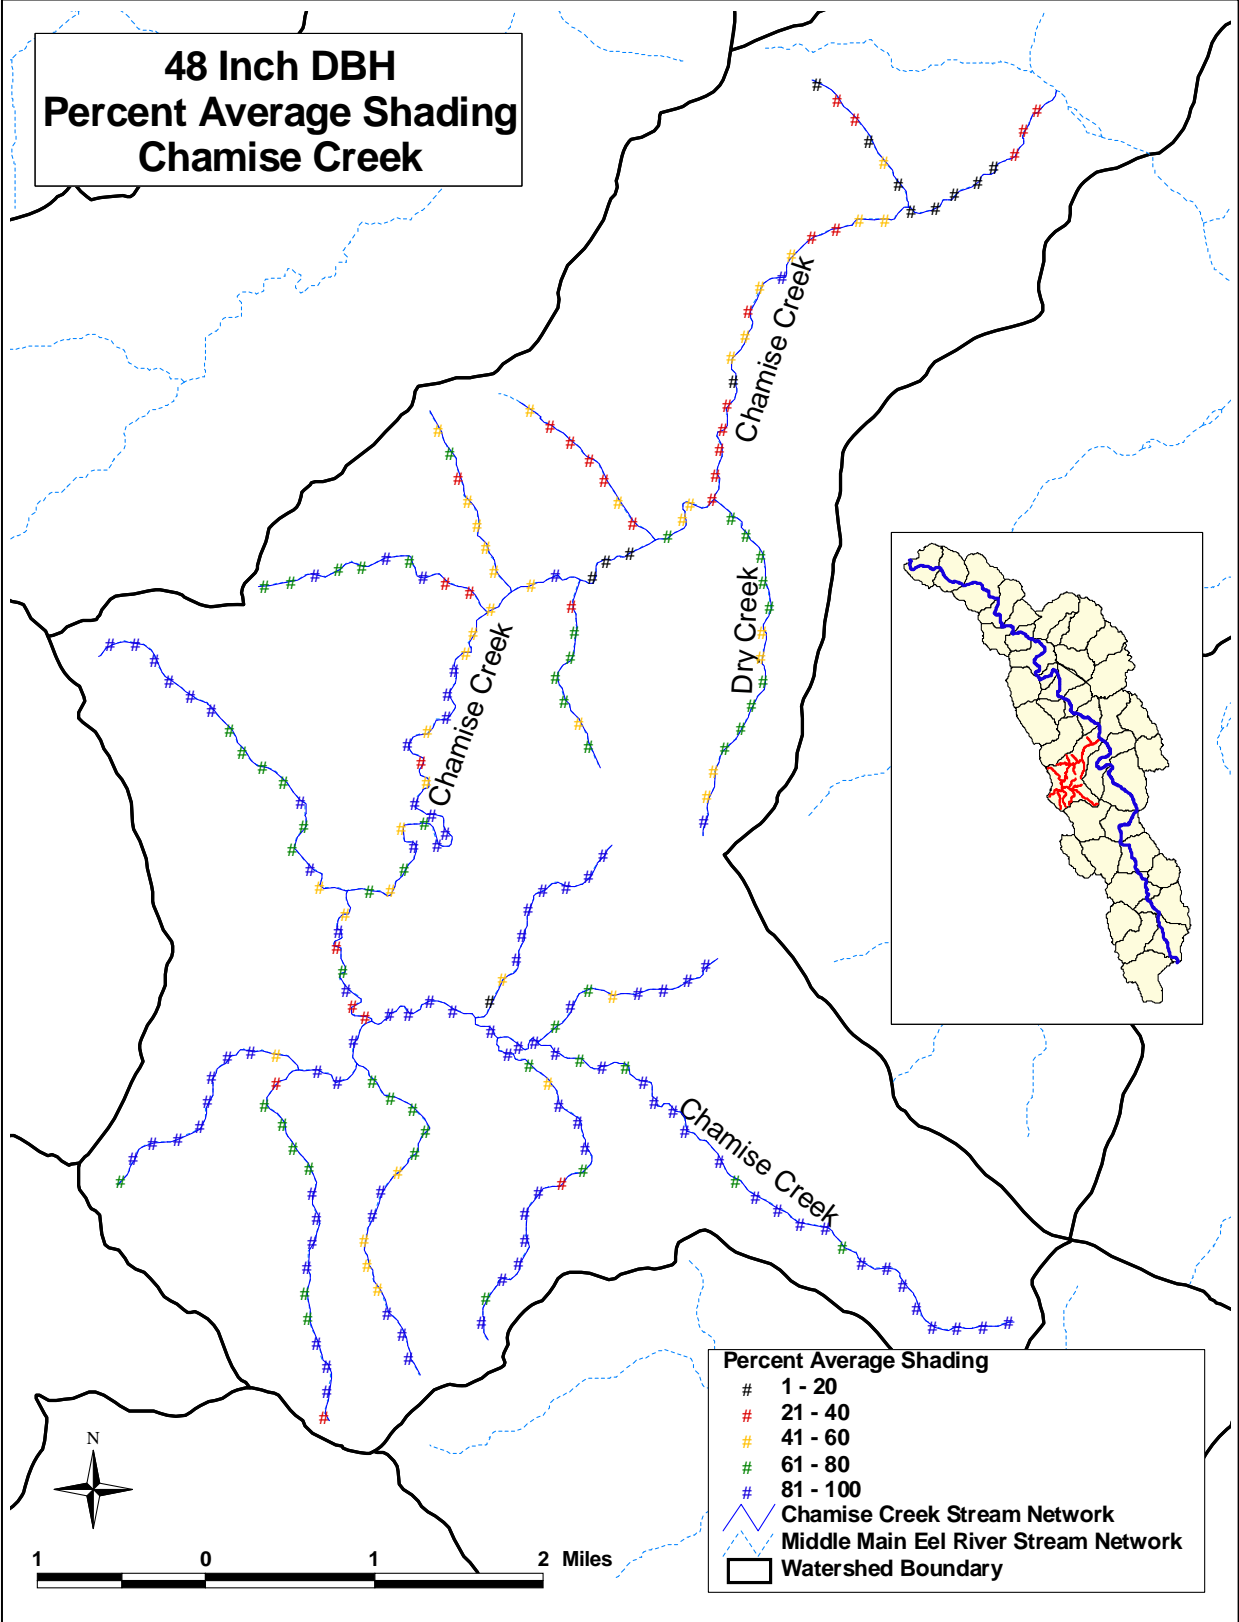 48 Inch DBH
Percent Average Shading
Chamise Creek
Chamise Creek
Dry Creek
Chamise Creek
Chamise Creek
Percent Average Shading
# 1 - 20
# 21 - 40
# 41 - 60
# 61 - 80
# 81 - 100
Chamise Creek Stream Network
Middle Main Eel River Stream Network
Watershed Boundary
N
1 0 1 2 Miles